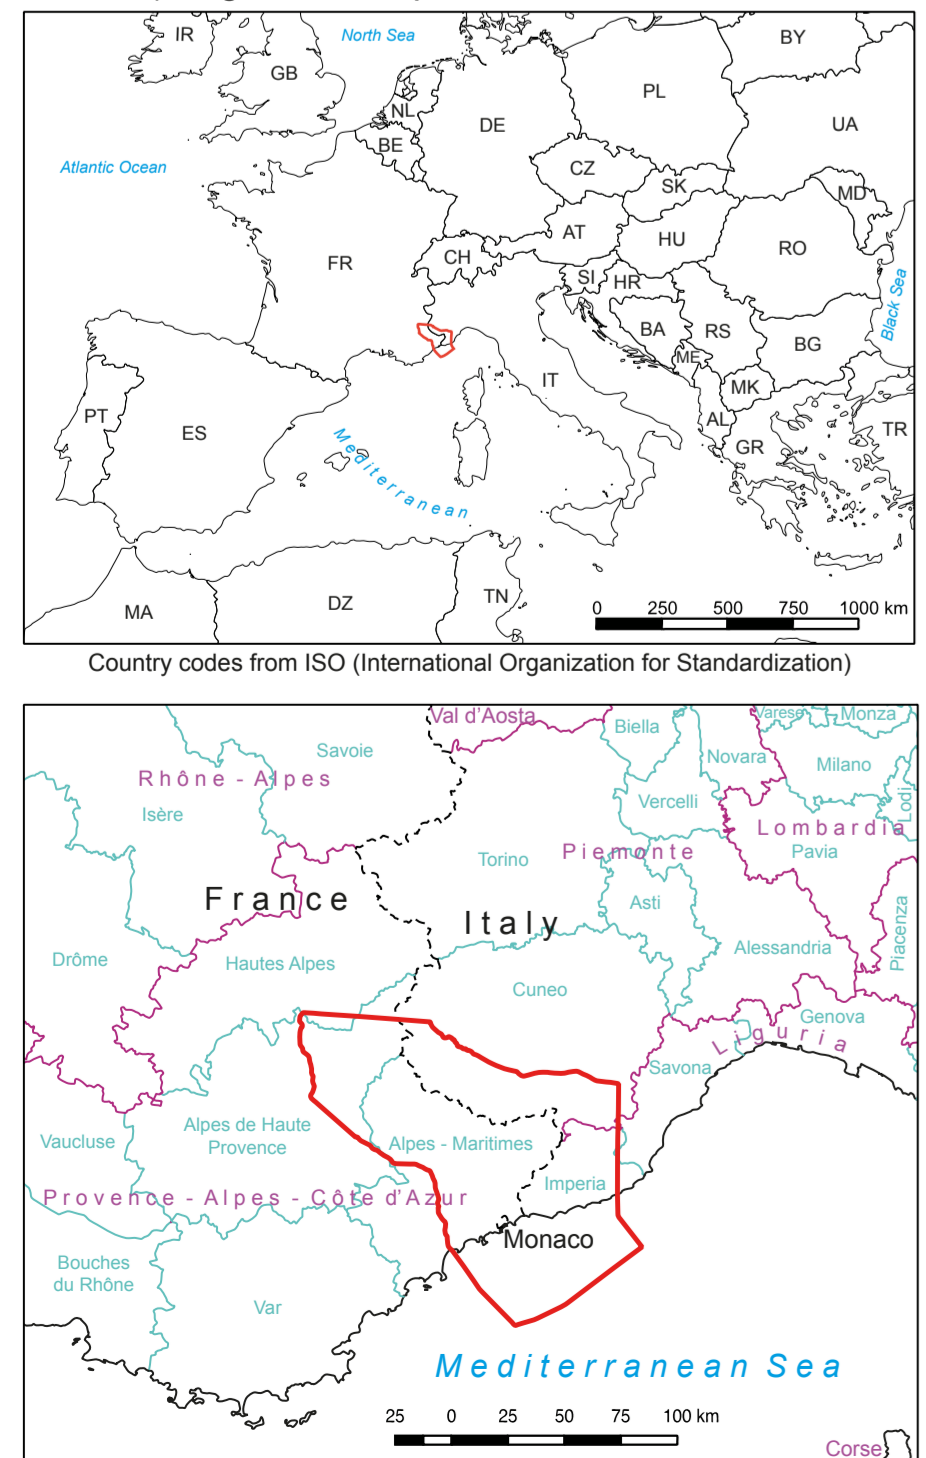 IR
North Sea
BY
GB
PL
NL
DE
UA
BE
Atlantic Ocean
CZ
SK
MD
AT
HU
RO
CH
FR
SI
HR
Black Sea
BA
RS
BG
ME
IT
MK
PT
AL
ES
TR
GR
Mediterranean
MA
DZ
TN
0 250 500 750 1000 km
Country codes from ISO (International Organization for Standardization)
Val d'Aosta
Varese
Monza
Biella
Savoie
Novara
Milano
Rhône - Alpes
Isère
Vercelli
Lodi
Lombardia
Torino
Piemonte
Pavia
France
Asti
Italy
Piacenza
Drôme
Hautes Alpes
Alessandria
Cuneo
Genova
Liguria
Savona
Alpes de Haute
Provence
Vaucluse
Alpes - Maritimes
Imperia
Provence - Alpes - Côte d'Azur
Monaco
Bouches
du Rhône
Var
Mediterranean Sea
25 0 25 50 75 100 km
Corse